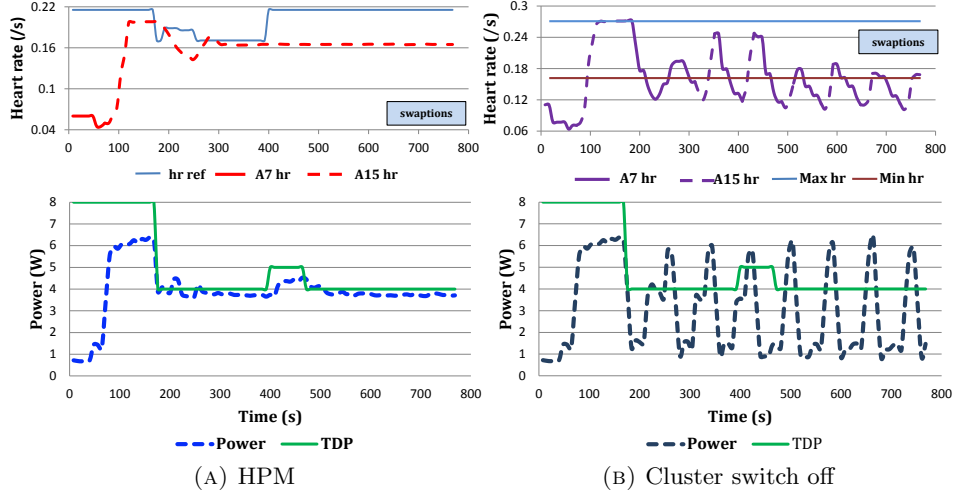 Heart rate (/s)
0.22
0.16
0.1
0.04
swaptions
0 100 200 300 400 500 600 700 800
hr ref A7 hr A15 hr
Heart rate (/s)
0.3
0.24
0.18
0.12
0.06
swaptions
0 100 200 300 400 500 600 700 800
A7 hr A15 hr Max hr Min hr
Power (W)
8
7
6
5
4
3
2
1
0
0 100 200 300 400 500 600 700 800
Time (s)
Power TDP
(A) HPM
Power (W)
8
7
6
5
4
3
2
1
0
0 100 200 300 400 500 600 700 800
Time (s)
Power TDP
(B) Cluster switch off